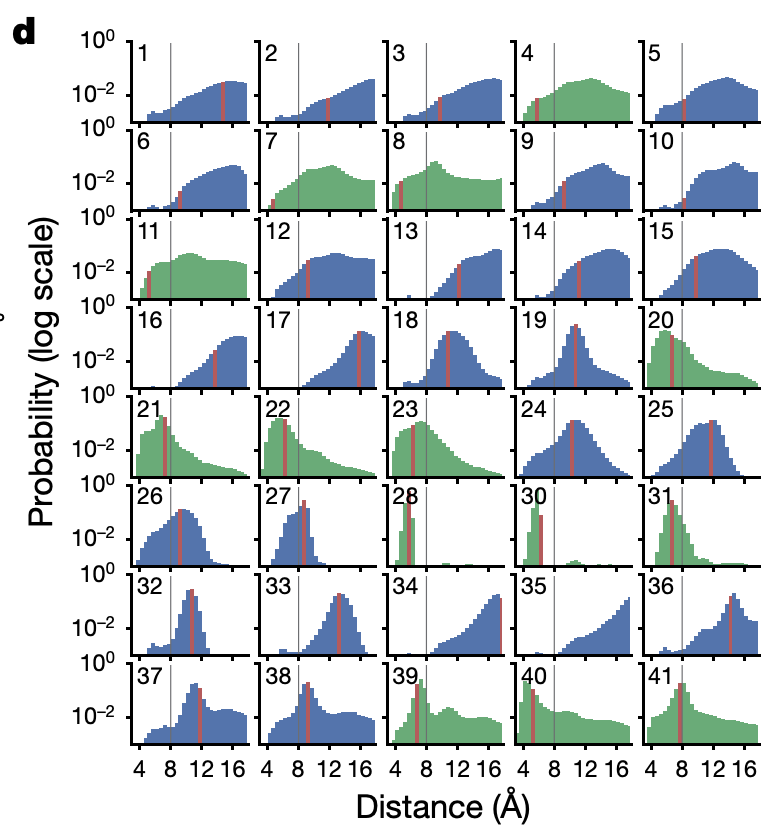 d
Probability (log scale)
10⁰ 1 2 3 4 5
10⁻²
10⁰ 6 7 8 9 10
10⁻²
10⁰ 11 12 13 14 15
10⁻²
10⁰ 16 17 18 19 20
10⁻²
10⁰ 21 22 23 24 25
10⁻²
10⁰ 26 27 28 30 31
10⁻²
10⁰ 32 33 34 35 36
10⁻²
10⁰ 37 38 39 40 41
10⁻²
4 8 12 16 4 8 12 16 4 8 12 16 4 8 12 16 4 8 12 16
Distance (Å)